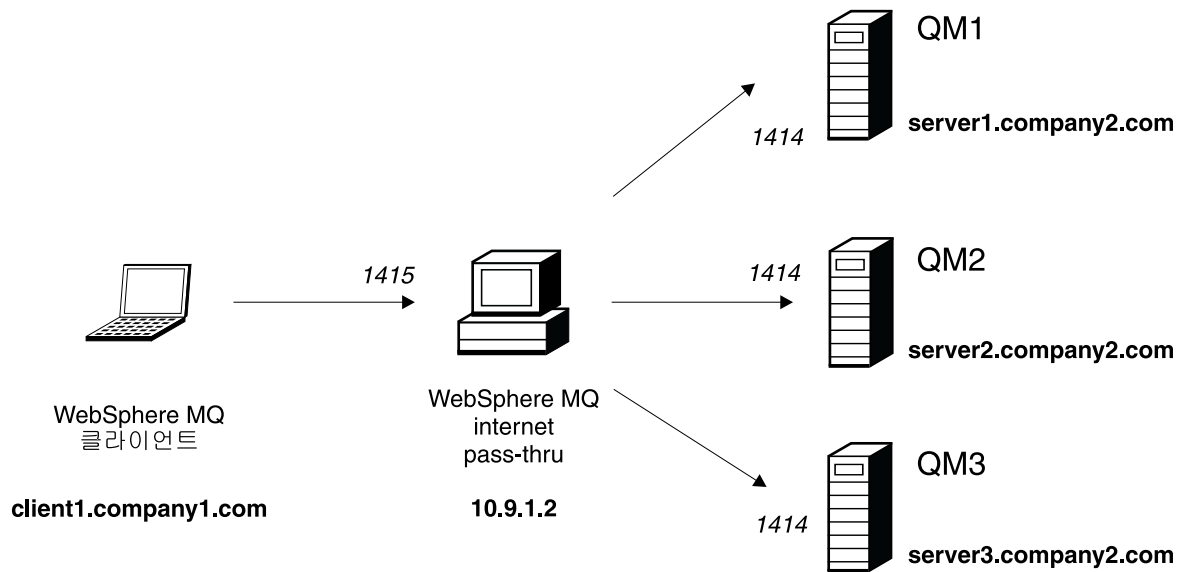 QM1
server1.company2.com
1414
1415
QM2
1414
server2.company2.com
WebSphere MQ
클라이언트
client1.company1.com
WebSphere MQ
internet
pass-thru
10.9.1.2
QM3
1414
server3.company2.com